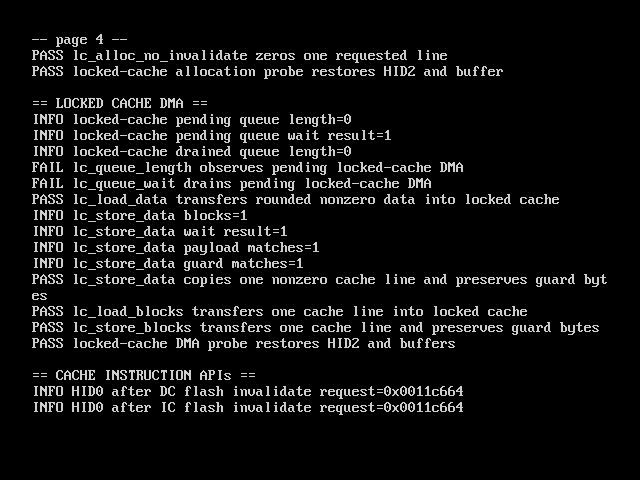 -- page 4 --
PASS lc_alloc_no_invalidate zeros one requested line
PASS locked-cache allocation probe restores HID2 and buffer
== LOCKED CACHE DMA ==
INFO locked-cache pending queue length=0
INFO locked-cache pending queue wait result=1
INFO locked-cache drained queue length=0
FAIL lc_queue_length observes pending locked-cache DMA
FAIL lc_queue_wait drains pending locked-cache DMA
PASS lc_load_data transfers rounded nonzero data into locked cache
INFO lc_store_data blocks=1
INFO lc_store_data wait result=1
INFO lc_store_data payload matches=1
INFO lc_store_data guard matches=1
PASS lc_store_data copies one nonzero cache line and preserves guard byt
es
PASS lc_load_blocks transfers one cache line into locked cache
PASS lc_store_blocks transfers one cache line and preserves guard bytes
PASS locked-cache DMA probe restores HID2 and buffers
== CACHE INSTRUCTION APIs ==
INFO HID0 after DC flash invalidate request=0x0011c664
INFO HID0 after IC flash invalidate request=0x0011c664